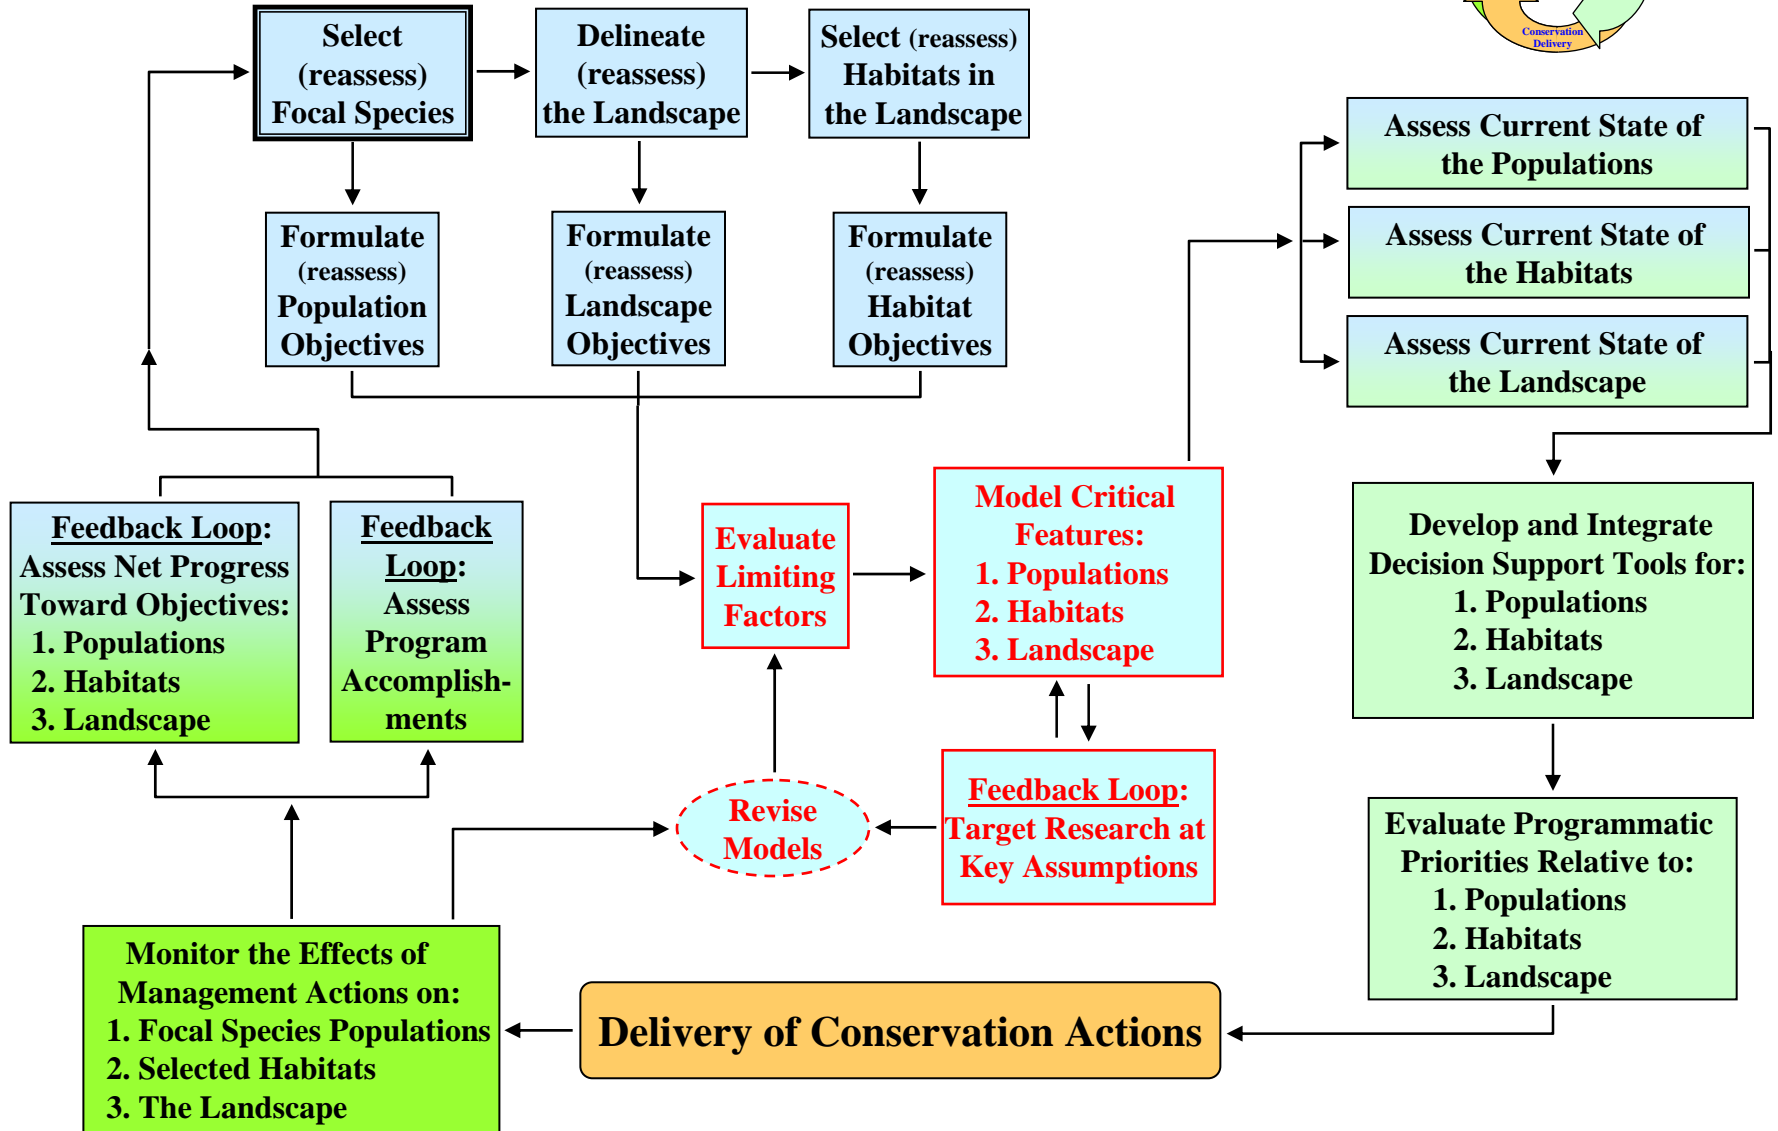 Select
(reassess)
Focal Species
Delineate
(reassess)
the Landscape
Select (reassess)
Habitats in
the Landscape
Conservation
Delivery
Formulate
(reassess)
Population
Objectives
Formulate
(reassess)
Landscape
Objectives
Formulate
(reassess)
Habitat
Objectives
Assess Current State of
the Populations
Assess Current State of
the Habitats
Assess Current State of
the Landscape
Feedback Loop:
Assess Net Progress
Toward Objectives:
1. Populations
2. Habitats
3. Landscape
Feedback
Loop:
Assess
Program
Accomplish-
ments
Evaluate
Limiting
Factors
Model Critical
Features:
1. Populations
2. Habitats
3. Landscape
Develop and Integrate
Decision Support Tools for:
1. Populations
2. Habitats
3. Landscape
Revise
Models
Feedback Loop:
Target Research at
Key Assumptions
Evaluate Programmatic
Priorities Relative to:
1. Populations
2. Habitats
3. Landscape
Monitor the Effects of
Management Actions on:
1. Focal Species Populations
2. Selected Habitats
3. The Landscape
Delivery of Conservation Actions